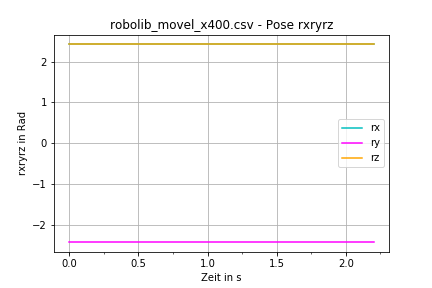 robolib_movel_x400.csv - Pose rxryrz
rxryrz in Rad
2
1
0
−1
−2
rx
ry
rz
0.0 0.5 1.0 1.5 2.0
Zeit in s